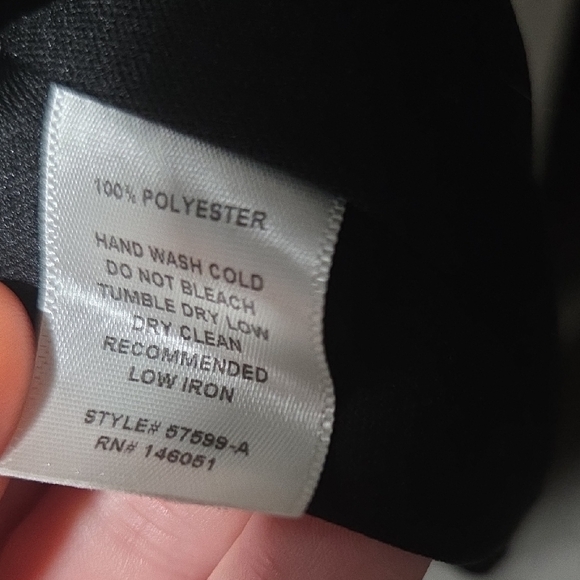 100% POLYESTER
HAND WASH COLD
DO NOT BLEACH
TUMBLE DRY LOW
DRY CLEAN
RECOMMENDED
LOW IRON
STYLE# 57599-A
RN# 146051